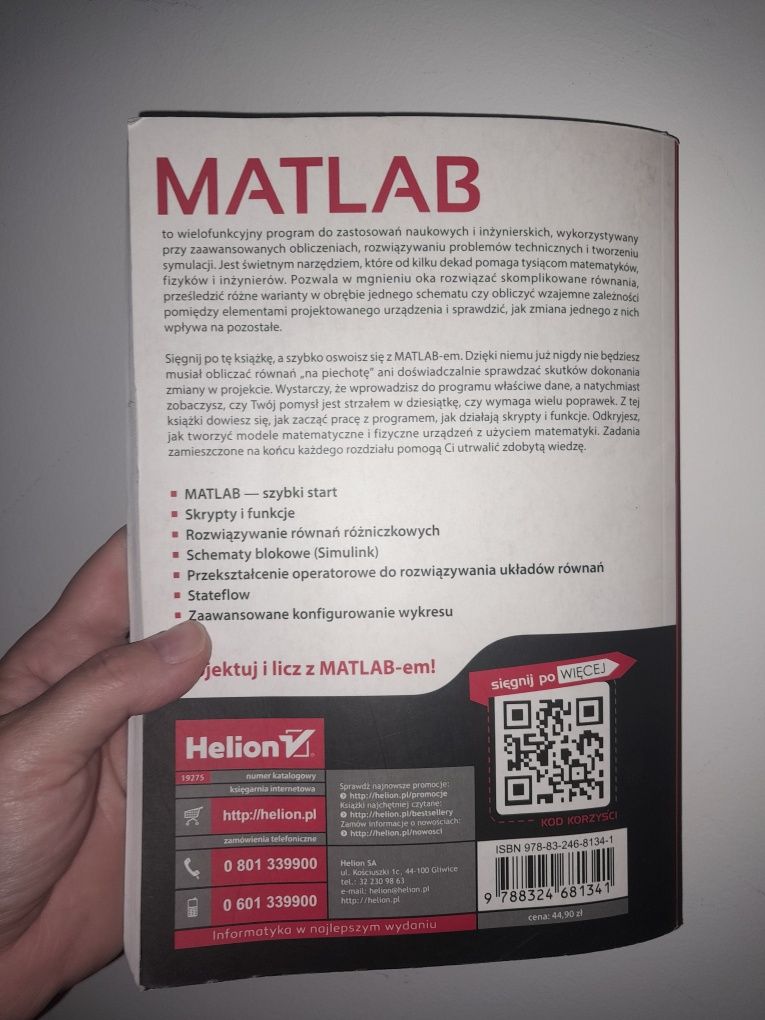 MATLAB
to wielofunkcyjny program do zastosowań naukowych i inżynierskich, wykorzystywany
przy zaawansowanych obliczeniach, rozwiązywaniu problemów technicznych i tworzeniu
symulacji. Jest świetnym narzędziem, które od kilku dekad pomaga tysiącom matematyków,
fizyków i inżynierów. Pozwala w mgnieniu oka rozwiązać skomplikowane równania,
prześledzić różne warianty w obrębie jednego schematu czy obliczyć wzajemne zależności
pomiędzy elementami projektowanego urządzenia i sprawdzić, jak zmiana jednego z nich
wpływa na pozostałe.
Sięgnij po tę książkę, a szybko oswoisz się z MATLAB-em. Dzięki niemu już nigdy nie będziesz
musiał obliczać równań „na piechotę” ani doświadczalnie sprawdzać skutków dokonania
zmiany w projekcie. Wystarczy, że wprowadzisz do programu właściwe dane, a natychmiast
zobaczysz, czy Twój pomysł jest strzałem w dziesiątkę, czy wymaga wielu poprawek. Z tej
książki dowiesz się, jak zacząć pracę z programem, jak działają skrypty i funkcje. Odkryjesz,
jak tworzyć modele matematyczne i fizyczne urządzeń z użyciem matematyki. Zadania
zamieszczone na końcu każdego rozdziału pomogą Ci utrwalić zdobytą wiedzę.
MATLAB — szybki start
Skrypty i funkcje
Rozwiązywanie równań różniczkowych
Schematy blokowe (Simulink)
Przekształcenie operatorowe do rozwiązywania układów równań
Stateflow
Zaawansowane konfigurowanie wykresu
jektuj i licz z MATLAB-em!
sięgnij po WIĘCEJ
KOD KORZYŚCI
Helion
19275 numer katalogowy
księgarnia internetowa
http://helion.pl
zamówienia telefoniczne
0 801 339900
0 601 339900
Sprawdź najnowsze promocje:
http://helion.pl/promocje
Książki najchętniej czytane:
http://helion.pl/bestsellery
Zamów informacje o nowościach:
http://helion.pl/nowosci
Helion SA
ul. Kościuszki 1c, 44-100 Gliwice
tel.: 32 230 98 63
e-mail: helion@helion.pl
http://helion.pl
Informatyka w najlepszym wydaniu
ISBN 978-83-246-8134-1
9 788324 681341
cena: 44,90 zł